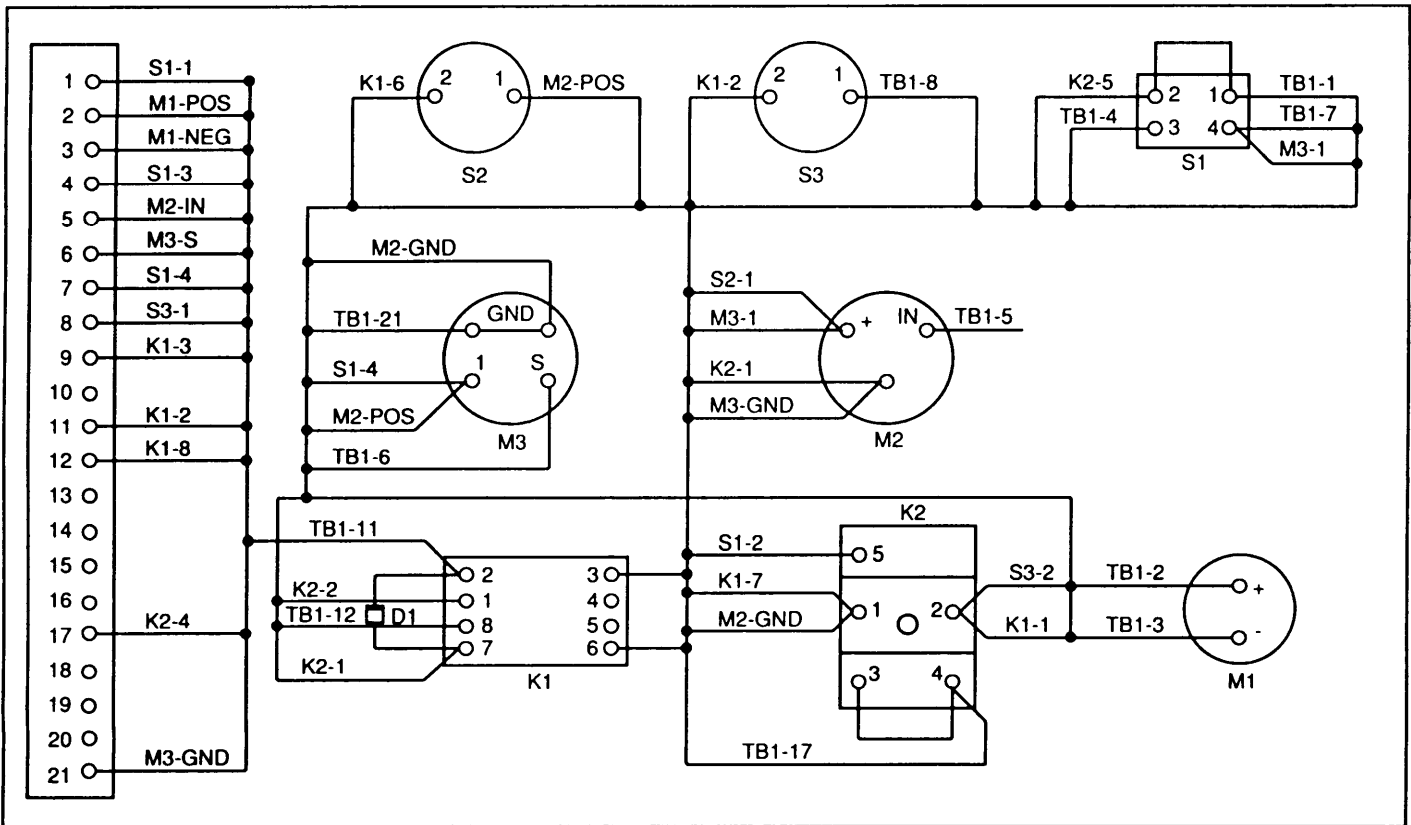 1 S1-1
2 M1-POS
3 M1-NEG
4 S1-3
5 M2-IN
6 M3-S
7 S1-4
8 S3-1
9 K1-3
10
11 K1-2
12 K1-8
13
14
15
16
17 K2-4
18
19
20
21 M3-GND
K1-6 2 1 M2-POS
S2
K1-2 2 1 TB1-8
S3
K2-5 2 1 TB1-1
TB1-4 3 4 TB1-7
M3-1
S1
M2-GND
TB1-21 GND
S1-4 1 S
M2-POS
M3
TB1-6
S2-1
M3-1 + IN TB1-5
K2-1
M3-GND
M2
TB1-11
2 3
K2-2 1 4
TB1-12 D1 8 5
7 6
K2-1
K1
K2
S1-2 5
K1-7 1 2 S3-2
M2-GND K1-1
3 4
TB1-17
TB1-2 +
TB1-3 -
M1